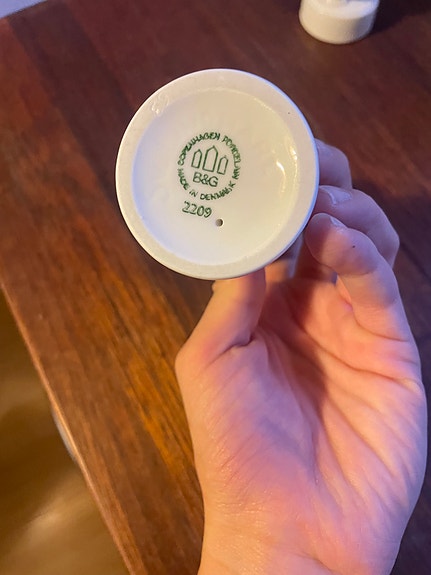 COPENHAGEN PORCELAIN
B&G
MADE IN DENMARK
2209